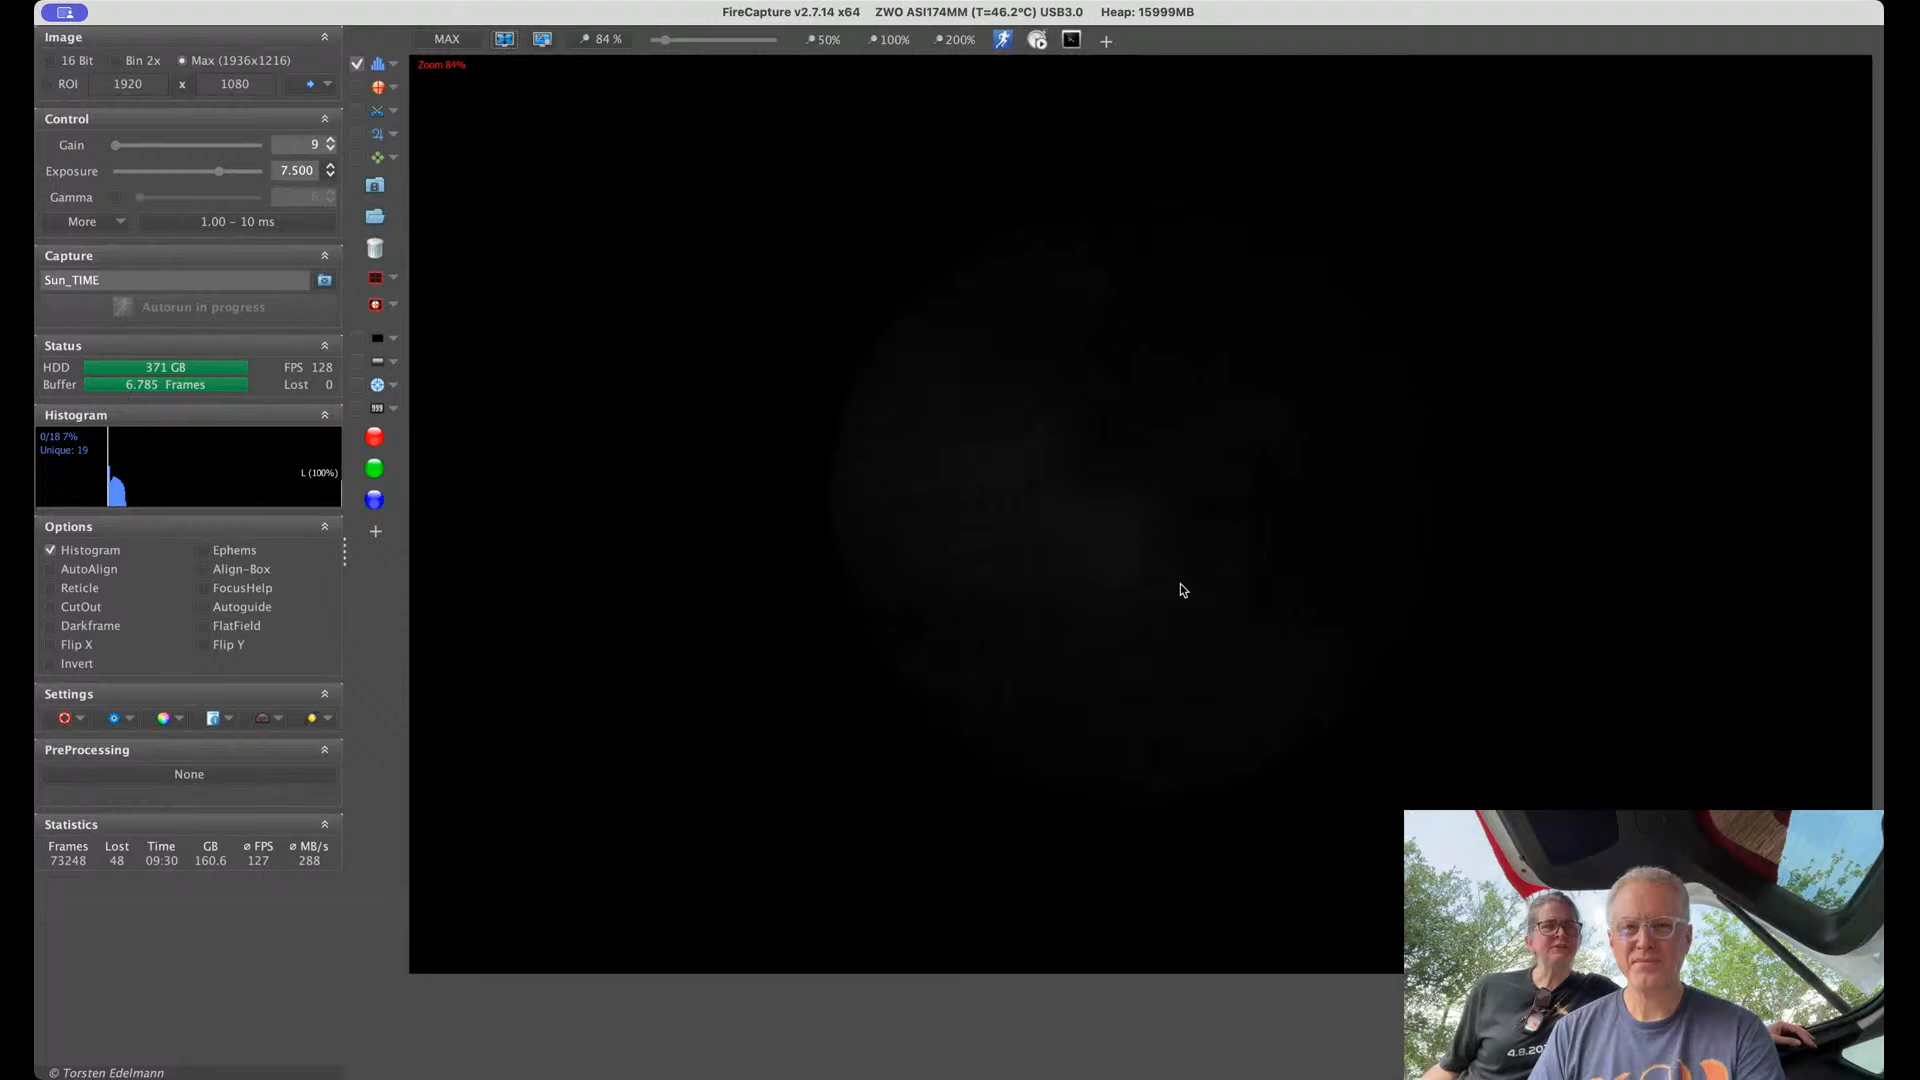 FireCapture v2.7.14 x64 ZWO ASI174MM (T=46.2°C) USB3.0 Heap: 15999MB
Image
MAX 84 % 50% 100% 200%
16 Bit Bin 2x Max (1936x1216)
Zoom 84%
ROI 1920 x 1080
Control
Gain 9
Exposure 7.500
Gamma
More 1.00 – 10 ms
Capture
Sun_TIME
Autorun in progress
Status
HDD 371 GB FPS 128
Buffer 6.785 Frames Lost 0
999
Histogram
0/18 7%
Unique: 19
L (100%)
Options
Histogram Ephems
AutoAlign Align-Box
Reticle FocusHelp
CutOut Autoguide
Darkframe FlatField
Flip X Flip Y
Invert
Settings
PreProcessing
None
Statistics
Frames Lost Time GB ø FPS ø MB/s
73248 48 09:30 160.6 127 288
© Torsten Edelmann